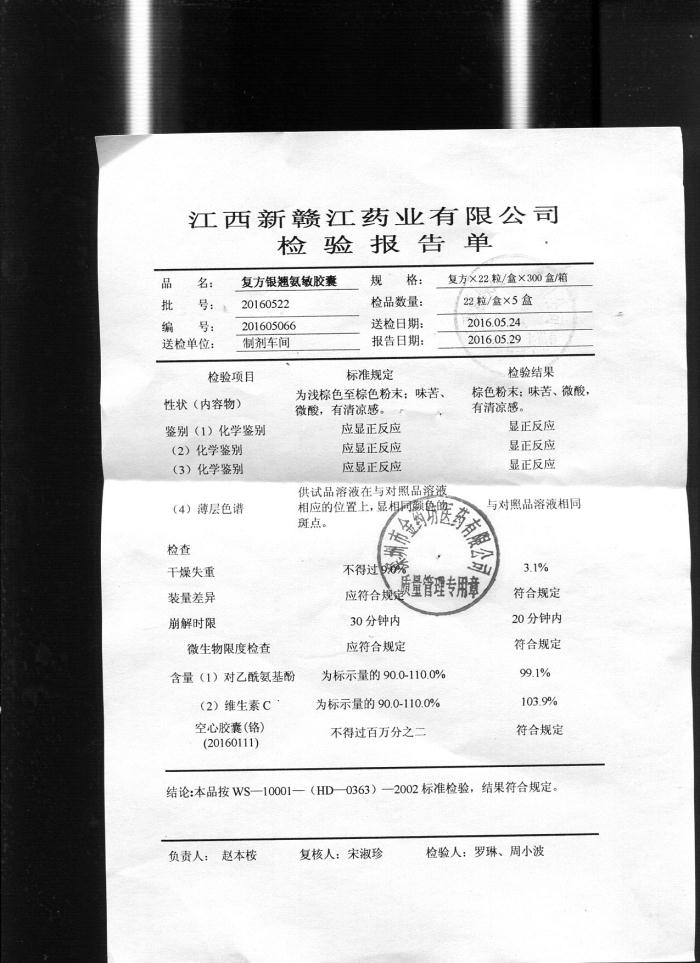 江西新赣江药业有限公司
检验报告单
品 名: 复方银翘氨敏胶囊 规 格: 复方×22粒/盒×300盒/箱
批 号: 20160522 检品数量: 22粒/盒×5盒
编 号: 201605066 送检日期: 2016.05.24
送检单位: 制剂车间 报告日期: 2016.05.29
检验项目 标准规定 检验结果
性状（内容物） 为浅棕色至棕色粉末；味苦、微酸，有清凉感。 棕色粉末；味苦、微酸，有清凉感。
鉴别（1）化学鉴别 应显正反应 显正反应
（2）化学鉴别 应显正反应 显正反应
（3）化学鉴别 应显正反应 显正反应
（4）薄层色谱 供试品溶液在与对照品溶液相应的位置上,显相同颜色的斑点。 与对照品溶液相同
检查
干燥失重 不得过9.0% 3.1%
装量差异 应符合规定 符合规定
崩解时限 30分钟内 20分钟内
微生物限度检查 应符合规定 符合规定
含量（1）对乙酰氨基酚 为标示量的90.0-110.0% 99.1%
（2）维生素C 为标示量的90.0-110.0% 103.9%
空心胶囊(铬) (20160111) 不得过百万分之二 符合规定
结论:本品按WS—10001—（HD—0363）—2002标准检验，结果符合规定。
负责人： 赵本桉 复核人：宋淑珍 检验人：罗琳、周小波
市金药坊医药有限公司
质量管理专用章